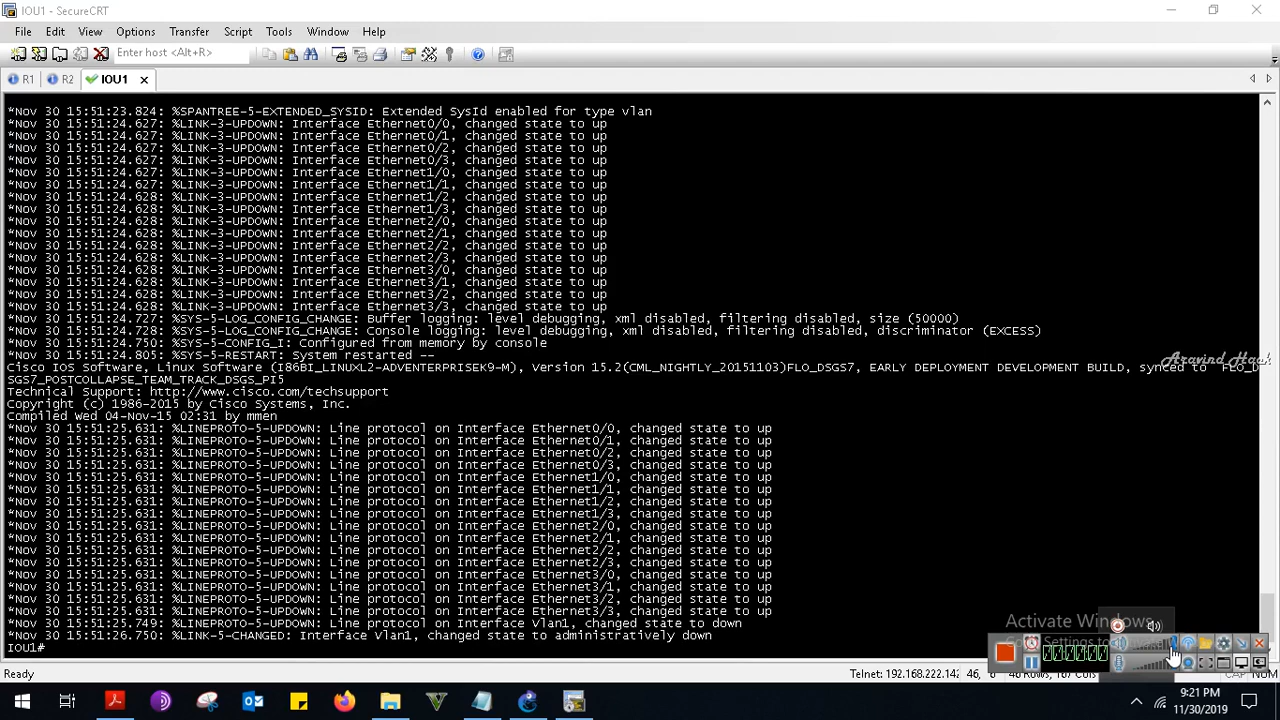 IOU1 - SecureCRT
File Edit View Options Transfer Script Tools Window Help
Enter host <Alt+R>
R1 R2 IOU1
*Nov 30 15:51:23.824: %SPANTREE-5-EXTENDED_SYSID: Extended SysId enabled for type vlan
*Nov 30 15:51:24.627: %LINK-3-UPDOWN: Interface Ethernet0/0, changed state to up
*Nov 30 15:51:24.627: %LINK-3-UPDOWN: Interface Ethernet0/1, changed state to up
*Nov 30 15:51:24.627: %LINK-3-UPDOWN: Interface Ethernet0/2, changed state to up
*Nov 30 15:51:24.627: %LINK-3-UPDOWN: Interface Ethernet0/3, changed state to up
*Nov 30 15:51:24.627: %LINK-3-UPDOWN: Interface Ethernet1/0, changed state to up
*Nov 30 15:51:24.627: %LINK-3-UPDOWN: Interface Ethernet1/1, changed state to up
*Nov 30 15:51:24.628: %LINK-3-UPDOWN: Interface Ethernet1/2, changed state to up
*Nov 30 15:51:24.628: %LINK-3-UPDOWN: Interface Ethernet1/3, changed state to up
*Nov 30 15:51:24.628: %LINK-3-UPDOWN: Interface Ethernet2/0, changed state to up
*Nov 30 15:51:24.628: %LINK-3-UPDOWN: Interface Ethernet2/1, changed state to up
*Nov 30 15:51:24.628: %LINK-3-UPDOWN: Interface Ethernet2/2, changed state to up
*Nov 30 15:51:24.628: %LINK-3-UPDOWN: Interface Ethernet2/3, changed state to up
*Nov 30 15:51:24.628: %LINK-3-UPDOWN: Interface Ethernet3/0, changed state to up
*Nov 30 15:51:24.628: %LINK-3-UPDOWN: Interface Ethernet3/1, changed state to up
*Nov 30 15:51:24.628: %LINK-3-UPDOWN: Interface Ethernet3/2, changed state to up
*Nov 30 15:51:24.628: %LINK-3-UPDOWN: Interface Ethernet3/3, changed state to up
*Nov 30 15:51:24.727: %SYS-5-LOG_CONFIG_CHANGE: Buffer logging: level debugging, xml disabled, filtering disabled, size (50000)
*Nov 30 15:51:24.728: %SYS-5-LOG_CONFIG_CHANGE: Console logging: level debugging, xml disabled, filtering disabled, discriminator (EXCESS)
*Nov 30 15:51:24.750: %SYS-5-CONFIG_I: Configured from memory by console
*Nov 30 15:51:24.805: %SYS-5-RESTART: System restarted --
Aravind Hack
Cisco IOS Software, Linux Software (I86BI_LINUXL2-ADVENTERPRISEK9-M), Version 15.2(CML_NIGHTLY_20151103)FLO_DSGS7, EARLY DEPLOYMENT DEVELOPMENT BUILD, synced to FLO_D
SGS7_POSTCOLLAPSE_TEAM_TRACK_DSGS_PI5
Technical Support: http://www.cisco.com/techsupport
Copyright (c) 1986-2015 by Cisco Systems, Inc.
Compiled Wed 04-Nov-15 02:31 by mmen
*Nov 30 15:51:25.631: %LINEPROTO-5-UPDOWN: Line protocol on Interface Ethernet0/0, changed state to up
*Nov 30 15:51:25.631: %LINEPROTO-5-UPDOWN: Line protocol on Interface Ethernet0/1, changed state to up
*Nov 30 15:51:25.631: %LINEPROTO-5-UPDOWN: Line protocol on Interface Ethernet0/2, changed state to up
*Nov 30 15:51:25.631: %LINEPROTO-5-UPDOWN: Line protocol on Interface Ethernet0/3, changed state to up
*Nov 30 15:51:25.631: %LINEPROTO-5-UPDOWN: Line protocol on Interface Ethernet1/0, changed state to up
*Nov 30 15:51:25.631: %LINEPROTO-5-UPDOWN: Line protocol on Interface Ethernet1/1, changed state to up
*Nov 30 15:51:25.631: %LINEPROTO-5-UPDOWN: Line protocol on Interface Ethernet1/2, changed state to up
*Nov 30 15:51:25.631: %LINEPROTO-5-UPDOWN: Line protocol on Interface Ethernet1/3, changed state to up
*Nov 30 15:51:25.631: %LINEPROTO-5-UPDOWN: Line protocol on Interface Ethernet2/0, changed state to up
*Nov 30 15:51:25.631: %LINEPROTO-5-UPDOWN: Line protocol on Interface Ethernet2/1, changed state to up
*Nov 30 15:51:25.631: %LINEPROTO-5-UPDOWN: Line protocol on Interface Ethernet2/2, changed state to up
*Nov 30 15:51:25.631: %LINEPROTO-5-UPDOWN: Line protocol on Interface Ethernet2/3, changed state to up
*Nov 30 15:51:25.631: %LINEPROTO-5-UPDOWN: Line protocol on Interface Ethernet3/0, changed state to up
*Nov 30 15:51:25.631: %LINEPROTO-5-UPDOWN: Line protocol on Interface Ethernet3/1, changed state to up
*Nov 30 15:51:25.631: %LINEPROTO-5-UPDOWN: Line protocol on Interface Ethernet3/2, changed state to up
*Nov 30 15:51:25.631: %LINEPROTO-5-UPDOWN: Line protocol on Interface Ethernet3/3, changed state to up
*Nov 30 15:51:25.749: %LINEPROTO-5-UPDOWN: Line protocol on Interface Vlan1, changed state to down
*Nov 30 15:51:26.750: %LINK-5-CHANGED: Interface Vlan1, changed state to administratively down
IOU1#
Activate Windows
Ready Telnet: 192.168.222.142 46, 6 NUM
9:21 PM
11/30/2019